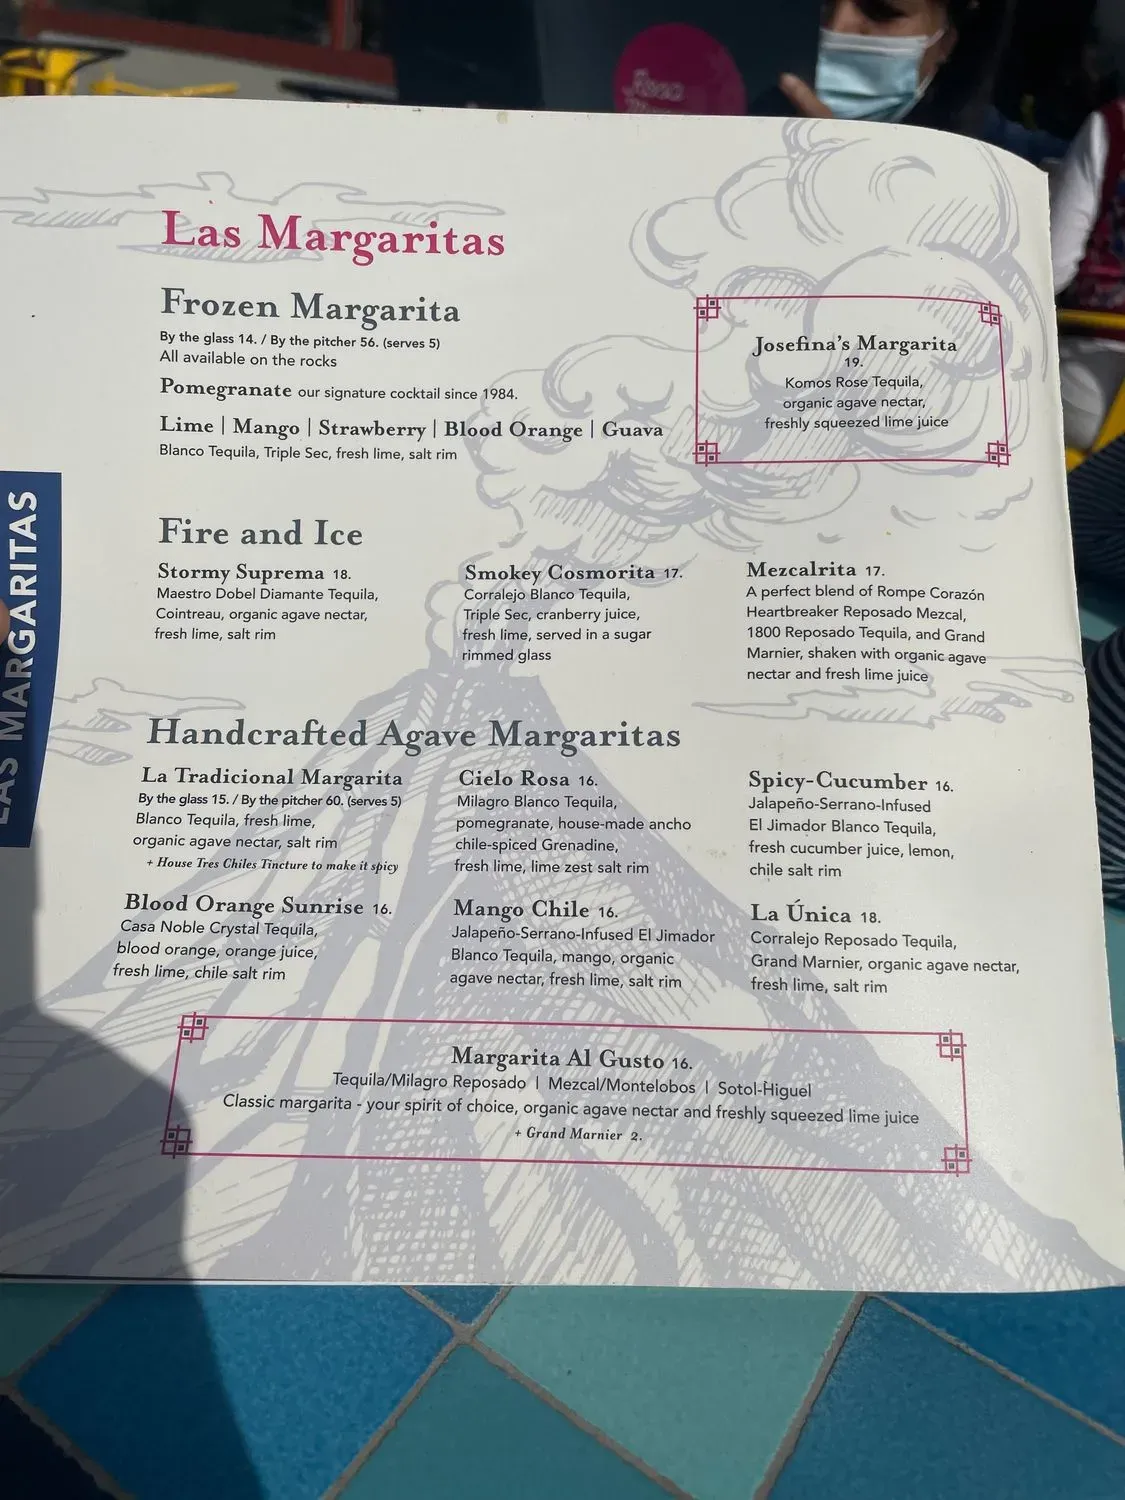 Las Margaritas
Frozen Margarita
By the glass 14. / By the pitcher 56. (serves 5)
All available on the rocks
Pomegranate our signature cocktail since 1984.
Lime | Mango | Strawberry | Blood Orange | Guava
Blanco Tequila, Triple Sec, fresh lime, salt rim
Josefina's Margarita
19.
Komos Rose Tequila,
organic agave nectar,
freshly squeezed lime juice
Fire and Ice
Stormy Suprema 18.
Maestro Dobel Diamante Tequila,
Cointreau, organic agave nectar,
fresh lime, salt rim
Smokey Cosmorita 17.
Corralejo Blanco Tequila,
Triple Sec, cranberry juice,
fresh lime, served in a sugar
rimmed glass
Mezcalrita 17.
A perfect blend of Rompe Corazón
Heartbreaker Reposado Mezcal,
1800 Reposado Tequila, and Grand
Marnier, shaken with organic agave
nectar and fresh lime juice
Handcrafted Agave Margaritas
La Tradicional Margarita
By the glass 15. / By the pitcher 60. (serves 5)
Blanco Tequila, fresh lime,
organic agave nectar, salt rim
+ House Tres Chiles Tincture to make it spicy
Cielo Rosa 16.
Milagro Blanco Tequila,
pomegranate, house-made ancho
chile-spiced Grenadine,
fresh lime, lime zest salt rim
Spicy-Cucumber 16.
Jalapeño-Serrano-Infused
El Jimador Blanco Tequila,
fresh cucumber juice, lemon,
chile salt rim
Blood Orange Sunrise 16.
Casa Noble Crystal Tequila,
blood orange, orange juice,
fresh lime, chile salt rim
Mango Chile 16.
Jalapeño-Serrano-Infused El Jimador
Blanco Tequila, mango, organic
agave nectar, fresh lime, salt rim
La Única 18.
Corralejo Reposado Tequila,
Grand Marnier, organic agave nectar,
fresh lime, salt rim
Margarita Al Gusto 16.
Tequila/Milagro Reposado | Mezcal/Montelobos | Sotol-Higuel
Classic margarita - your spirit of choice, organic agave nectar and freshly squeezed lime juice
+ Grand Marnier 2.
LAS MARGARITAS
Rosa